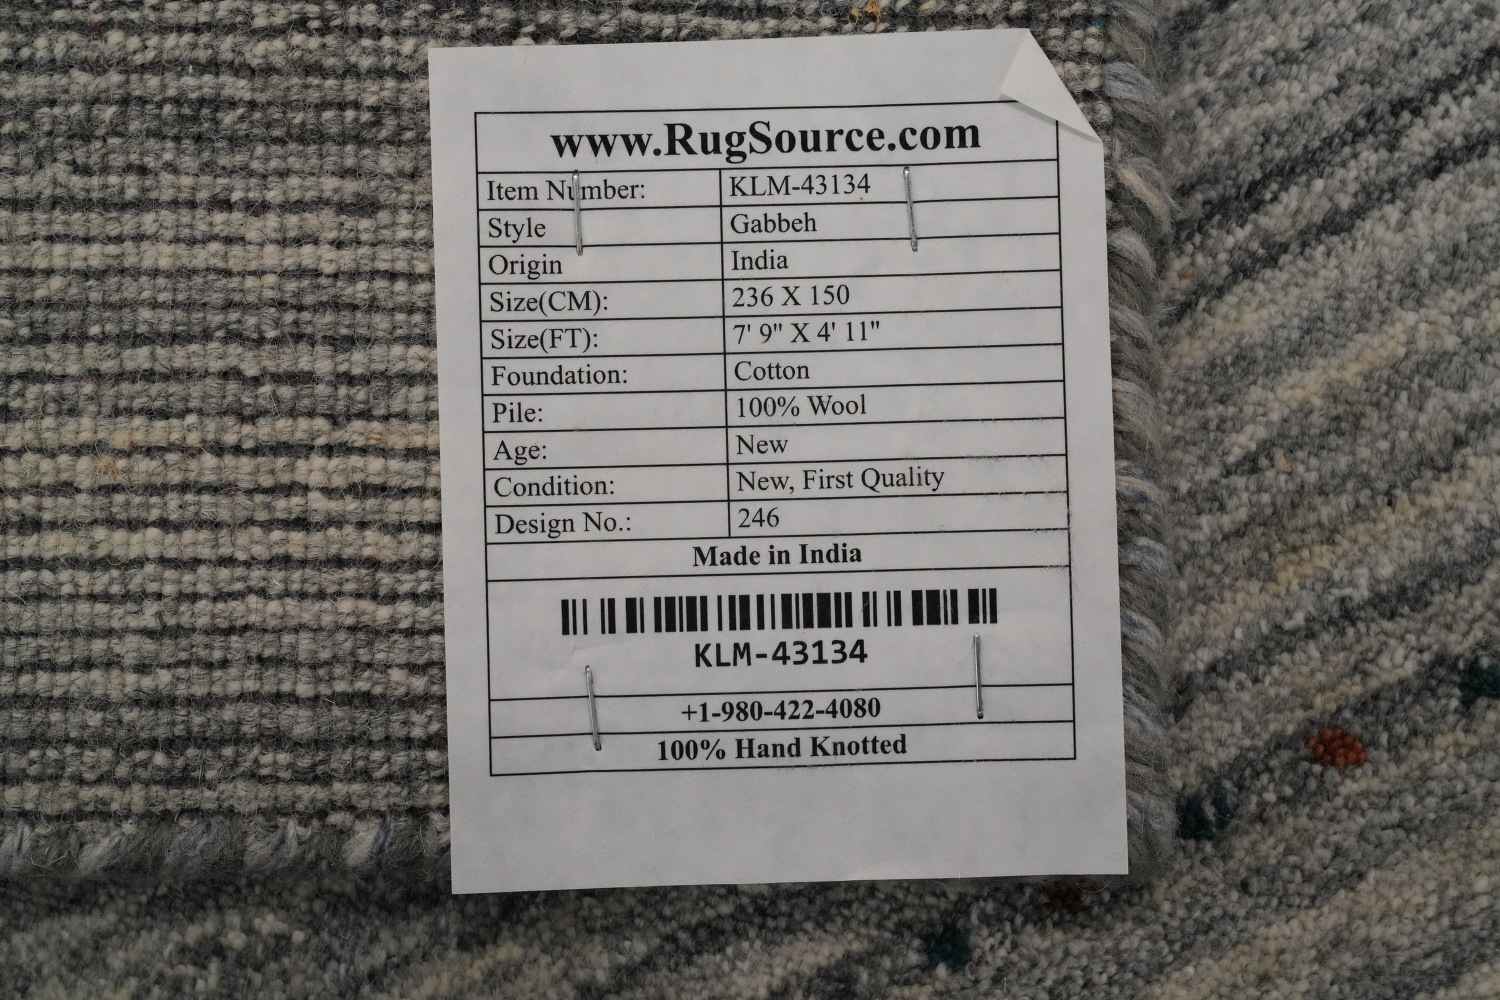 www.RugSource.com
Item Number: KLM-43134
Style Gabbeh
Origin India
Size(CM): 236 X 150
Size(FT): 7' 9" X 4' 11"
Foundation: Cotton
Pile: 100% Wool
Age: New
Condition: New, First Quality
Design No.: 246
Made in India
KLM-43134
+1-980-422-4080
100% Hand Knotted